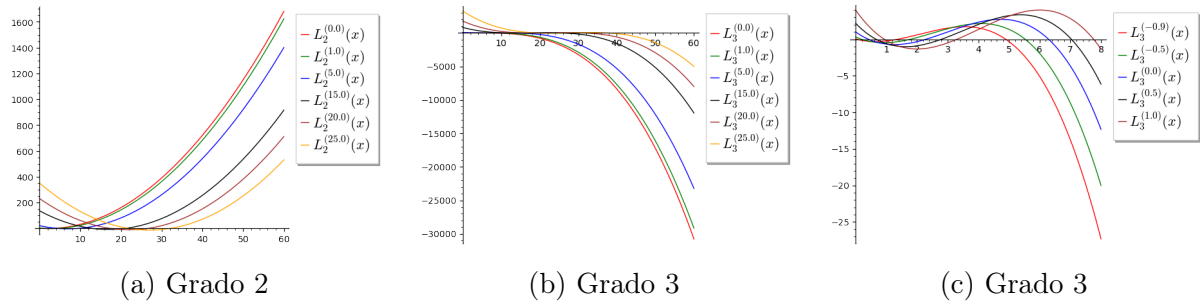 1600
1400
1200
1000
800
600
400
200
10 20 30 40 50 60
L_2^{(0.0)}(x)
L_2^{(1.0)}(x)
L_2^{(5.0)}(x)
L_2^{(15.0)}(x)
L_2^{(20.0)}(x)
L_2^{(25.0)}(x)
(a) Grado 2
10 20 30 40 50 60
−5000
−10000
−15000
−20000
−25000
−30000
L_3^{(0.0)}(x)
L_3^{(1.0)}(x)
L_3^{(5.0)}(x)
L_3^{(15.0)}(x)
L_3^{(20.0)}(x)
L_3^{(25.0)}(x)
(b) Grado 3
1 2 3 4 5 6 7 8
−5
−10
−15
−20
−25
L_3^{(−0.9)}(x)
L_3^{(−0.5)}(x)
L_3^{(0.0)}(x)
L_3^{(0.5)}(x)
L_3^{(1.0)}(x)
(c) Grado 3